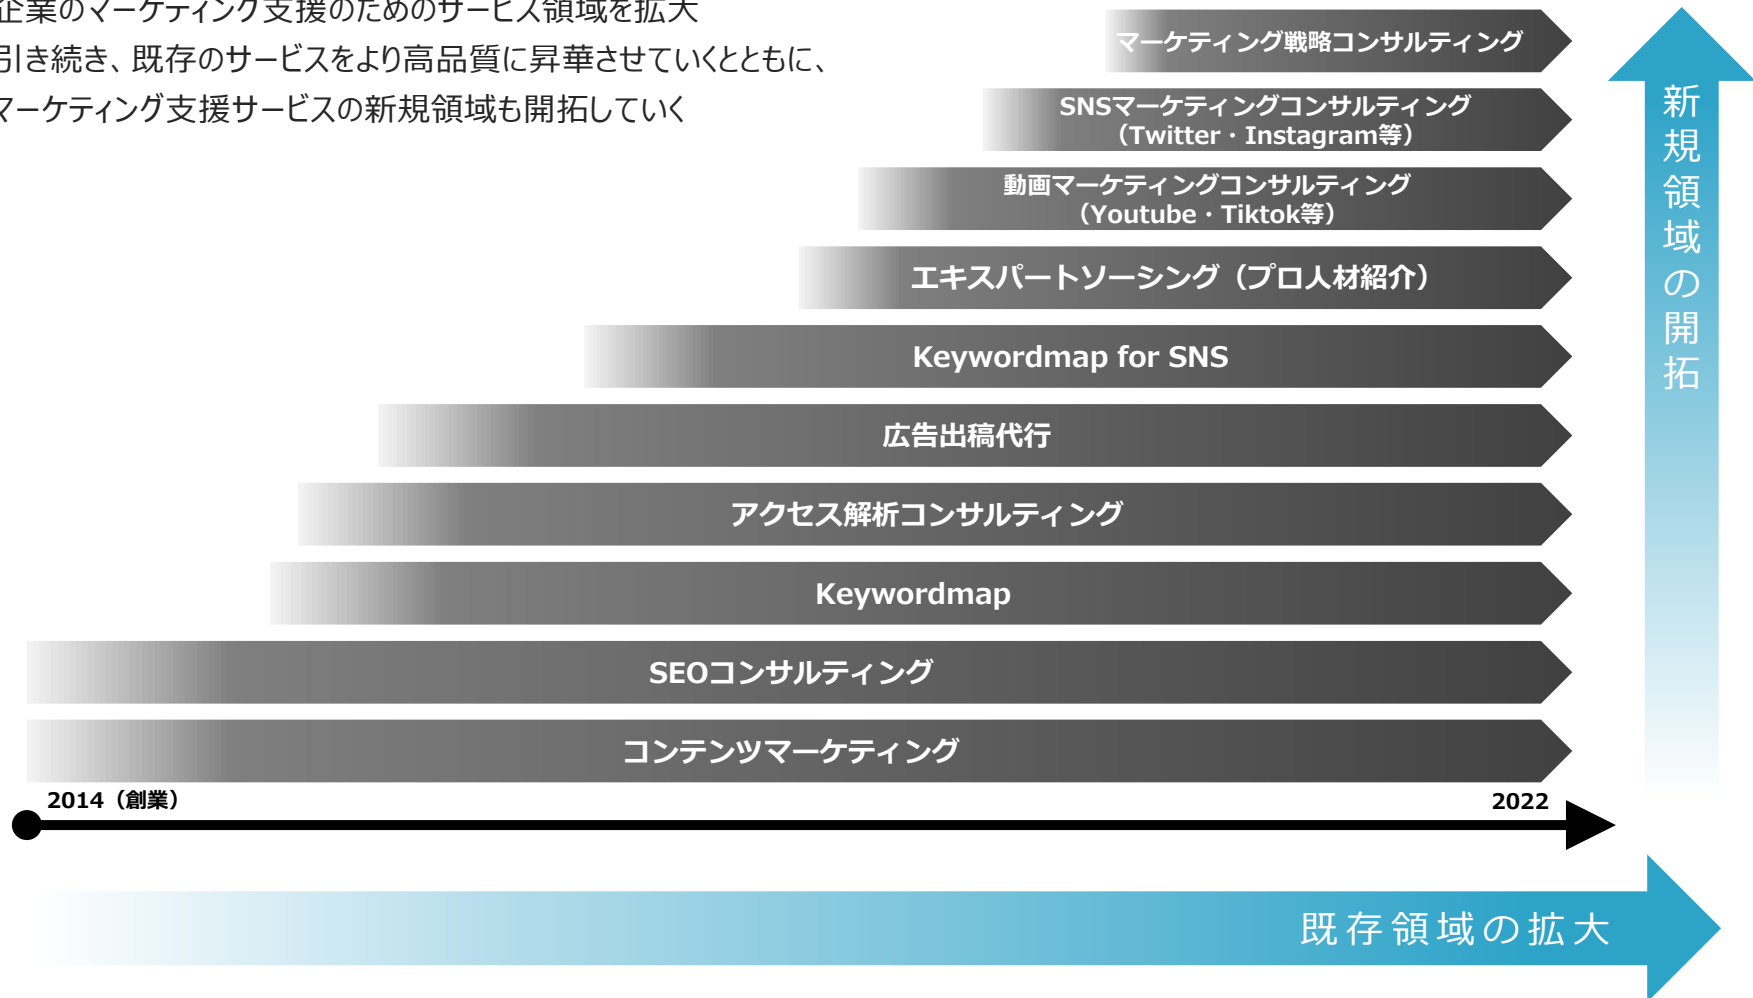 企業のマーケティング支援のためのサービス領域を拡大
引き続き、既存のサービスをより高品質に昇華させていくとともに、
マーケティング支援サービスの新規領域も開拓していく
マーケティング戦略コンサルティング
SNSマーケティングコンサルティング
（Twitter・Instagram等）
動画マーケティングコンサルティング
（Youtube・Tiktok等）
エキスパートソーシング（プロ人材紹介）
Keywordmap for SNS
広告出稿代行
アクセス解析コンサルティング
Keywordmap
SEOコンサルティング
コンテンツマーケティング
2014（創業）
2022
新規領域の開拓
既存領域の拡大